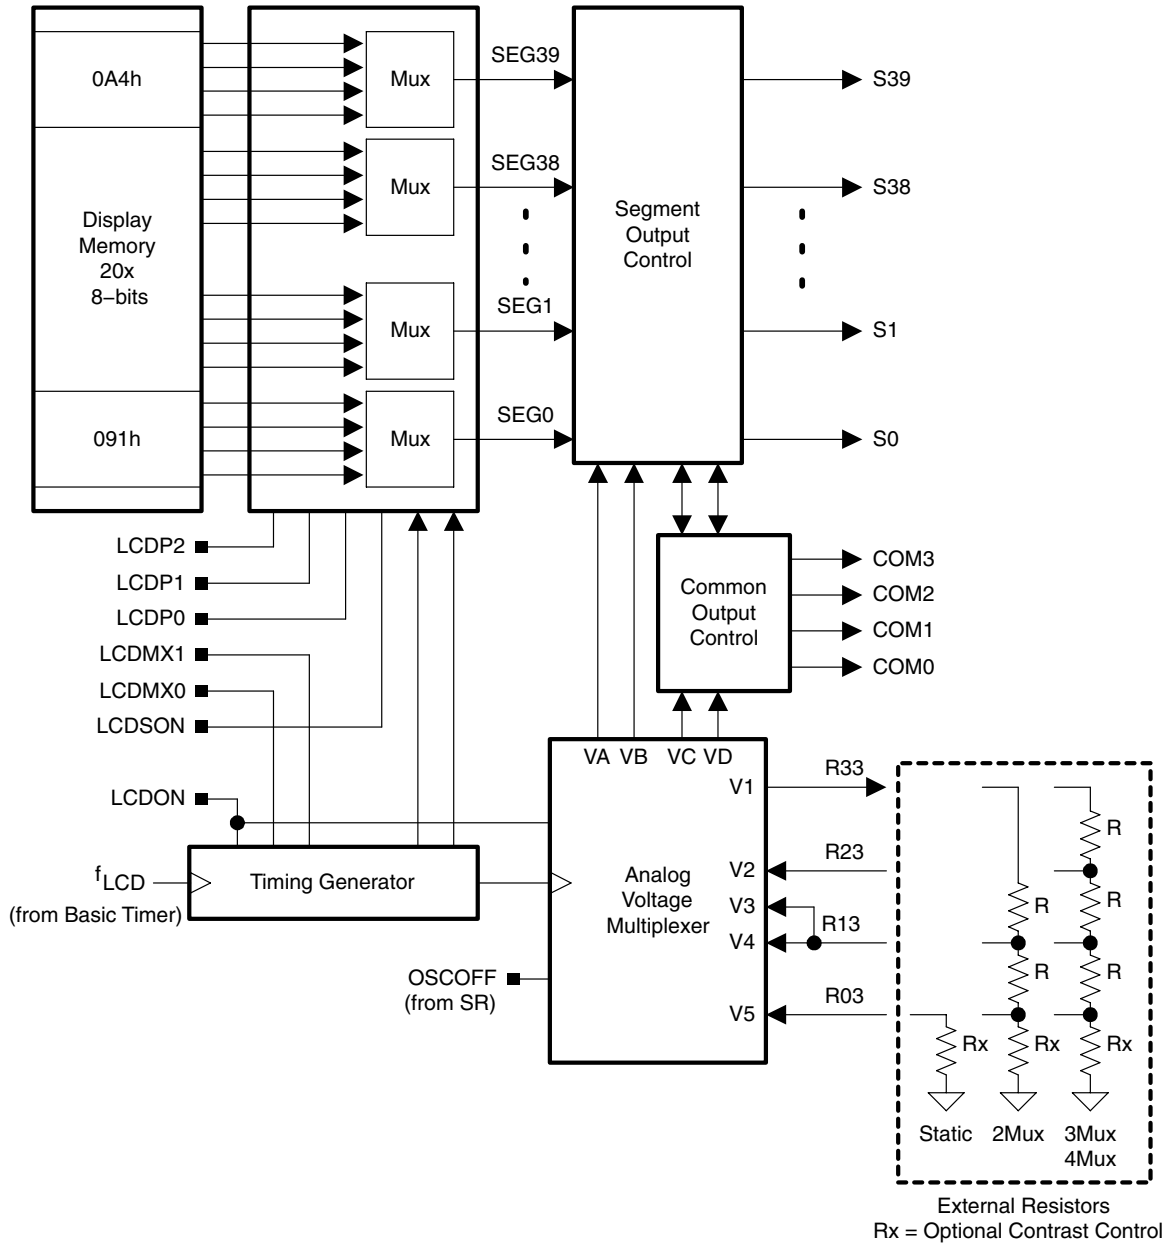 0A4h
Display
Memory
20x
8−bits
091h
Mux
Mux
Mux
Mux
SEG39
SEG38
SEG1
SEG0
Segment
Output
Control
S39
S38
S1
S0
LCDP2
LCDP1
LCDP0
LCDMX1
LCDMX0
LCDSON
LCDON
fLCD
(from Basic Timer)
Timing Generator
OSCOFF
(from SR)
Common
Output
Control
COM3
COM2
COM1
COM0
VA VB VC VD
Analog
Voltage
Multiplexer
V1
V2
V3
V4
V5
R33
R23
R13
R03
R
R
R
R
R
Rx
Rx
Rx
Static 2Mux 3Mux
4Mux
External Resistors
Rx = Optional Contrast Control